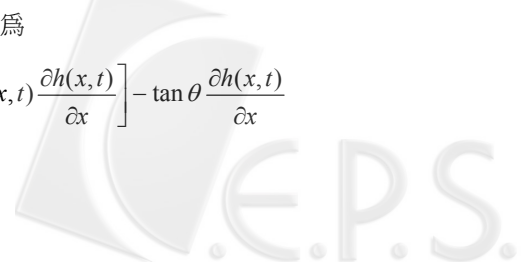 爲
x,t) ∂h(x,t)/∂x ] − tan θ ∂h(x,t)/∂x
C.E.P.S.